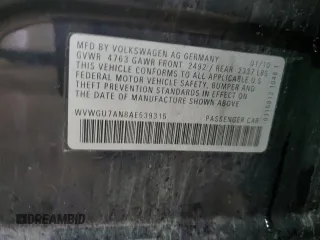 MFD BY VOLKSWAGEN AG GERMANY 01/10
GVWR 4763 GAWR FRONT 2492/ REAR 2337 LBS
THIS VEHICLE CONFORMS TO ALL APPLICABLE
FEDERAL MOTOR VEHICLE SAFETY, BUMPER AND
THEFT PREVENTION STANDARDS IN EFFECT ON
THE DATE OF MANUFACTURE SHOWN ABOVE
PASSENGER CAR
DREAMBID